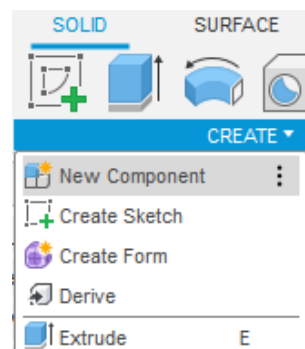 SOLID SURFACE
CREATE
New Component
Create Sketch
Create Form
Derive
Extrude E